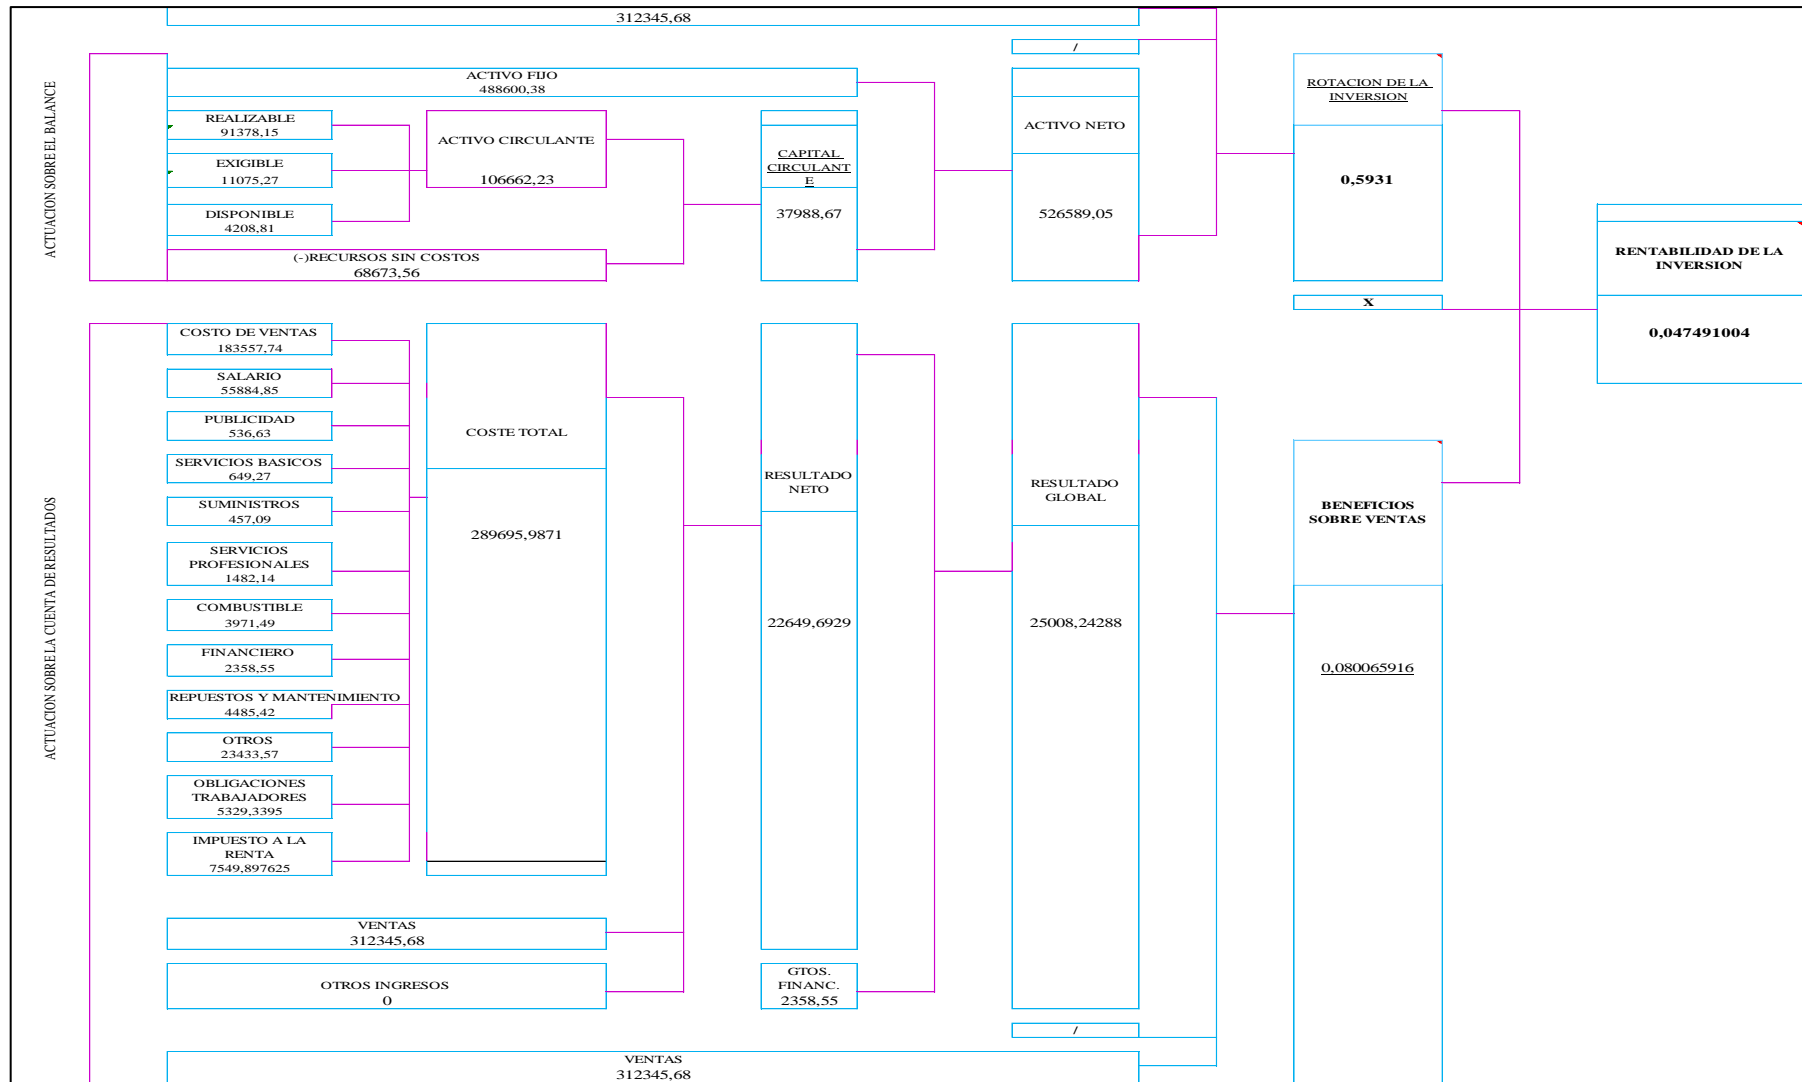 312345,68
/
ACTUACION SOBRE EL BALANCE
ACTIVO FIJO
488600,38
REALIZABLE
91378,15
EXIGIBLE
11075,27
DISPONIBLE
4208,81
(-)RECURSOS SIN COSTOS
68673,56
ACTIVO CIRCULANTE
106662,23
CAPITAL
CIRCULANT
E
37988,67
ACTIVO NETO
526589,05
ROTACION DE LA
INVERSION
0,5931
X
RENTABILIDAD DE LA
INVERSION
0,047491004
ACTUACION SOBRE LA CUENTA DE RESULTADOS
COSTO DE VENTAS
183557,74
SALARIO
55884,85
PUBLICIDAD
536,63
SERVICIOS BASICOS
649,27
SUMINISTROS
457,09
SERVICIOS
PROFESIONALES
1482,14
COMBUSTIBLE
3971,49
FINANCIERO
2358,55
REPUESTOS Y MANTENIMIENTO
4485,42
OTROS
23433,57
OBLIGACIONES
TRABAJADORES
5329,3395
IMPUESTO A LA
RENTA
7549,897625
COSTE TOTAL
289695,9871
VENTAS
312345,68
OTROS INGRESOS
0
RESULTADO
NETO
22649,6929
GTOS.
FINANC.
2358,55
RESULTADO
GLOBAL
25008,24288
/
VENTAS
312345,68
BENEFICIOS
SOBRE VENTAS
0,080065916